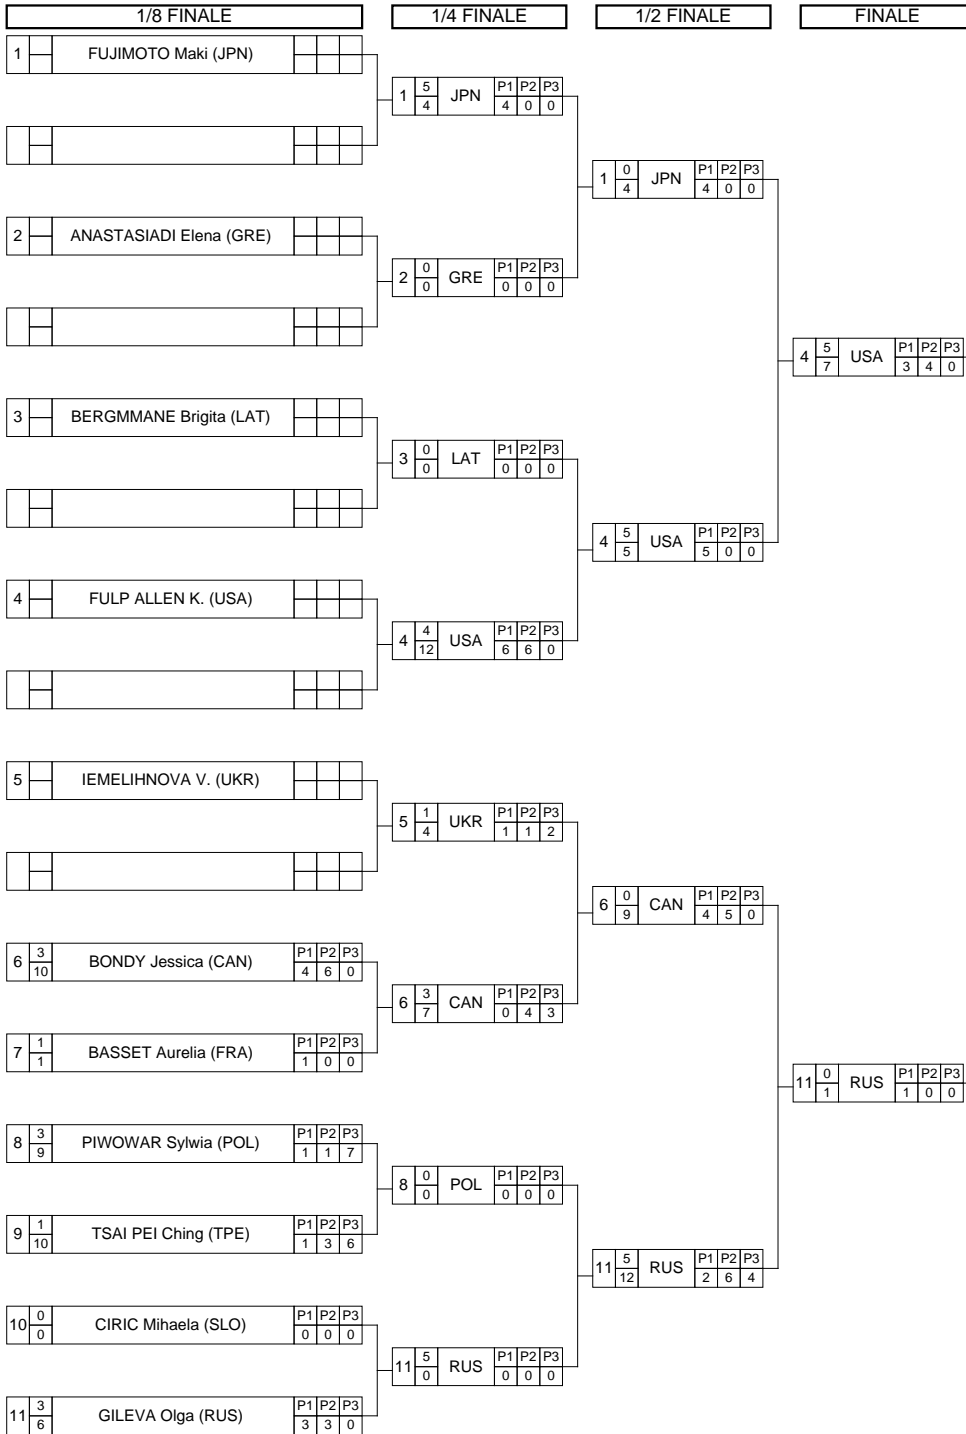 1/8 FINALE 1/4 FINALE 1/2 FINALE FINALE
1 FUJIMOTO Maki (JPN)
1 5 4 JPN P1 P2 P3 4 0 0
1 0 4 JPN P1 P2 P3 4 0 0
2 ANASTASIADI Elena (GRE)
2 0 0 GRE P1 P2 P3 0 0 0
4 5 7 USA P1 P2 P3 3 4 0
3 BERGMMANE Brigita (LAT)
3 0 0 LAT P1 P2 P3 0 0 0
4 5 5 USA P1 P2 P3 5 0 0
4 FULP ALLEN K. (USA)
4 4 12 USA P1 P2 P3 6 6 0
5 IEMELIHNOVA V. (UKR)
5 1 4 UKR P1 P2 P3 1 1 2
6 0 9 CAN P1 P2 P3 4 5 0
6 3 10 BONDY Jessica (CAN) P1 P2 P3 4 6 0
6 3 7 CAN P1 P2 P3 0 4 3
7 1 1 BASSET Aurelia (FRA) P1 P2 P3 1 0 0
11 0 1 RUS P1 P2 P3 1 0 0
8 3 9 PIWOWAR Sylwia (POL) P1 P2 P3 1 1 7
8 0 0 POL P1 P2 P3 0 0 0
9 1 10 TSAI PEI Ching (TPE) P1 P2 P3 1 3 6
11 5 12 RUS P1 P2 P3 2 6 4
10 0 0 CIRIC Mihaela (SLO) P1 P2 P3 0 0 0
11 5 0 RUS P1 P2 P3 0 0 0
11 3 6 GILEVA Olga (RUS) P1 P2 P3 3 3 0